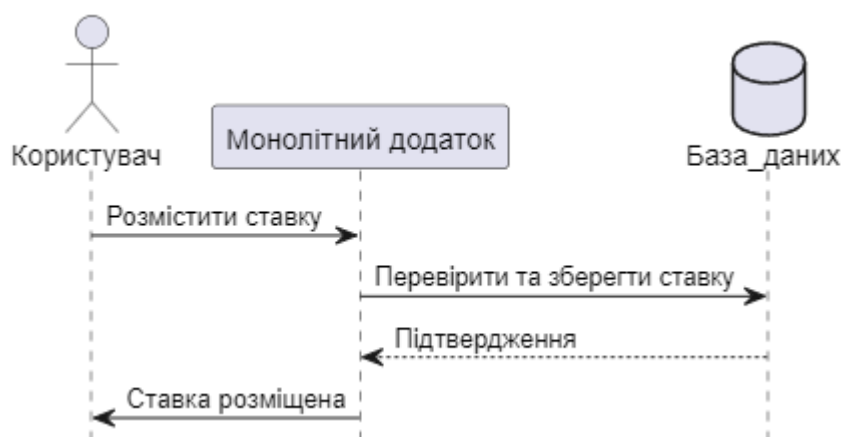 Користувач
Монолітний додаток
База_даних
Розмістити ставку
Перевірити та зберегти ставку
Підтвердження
Ставка розміщена